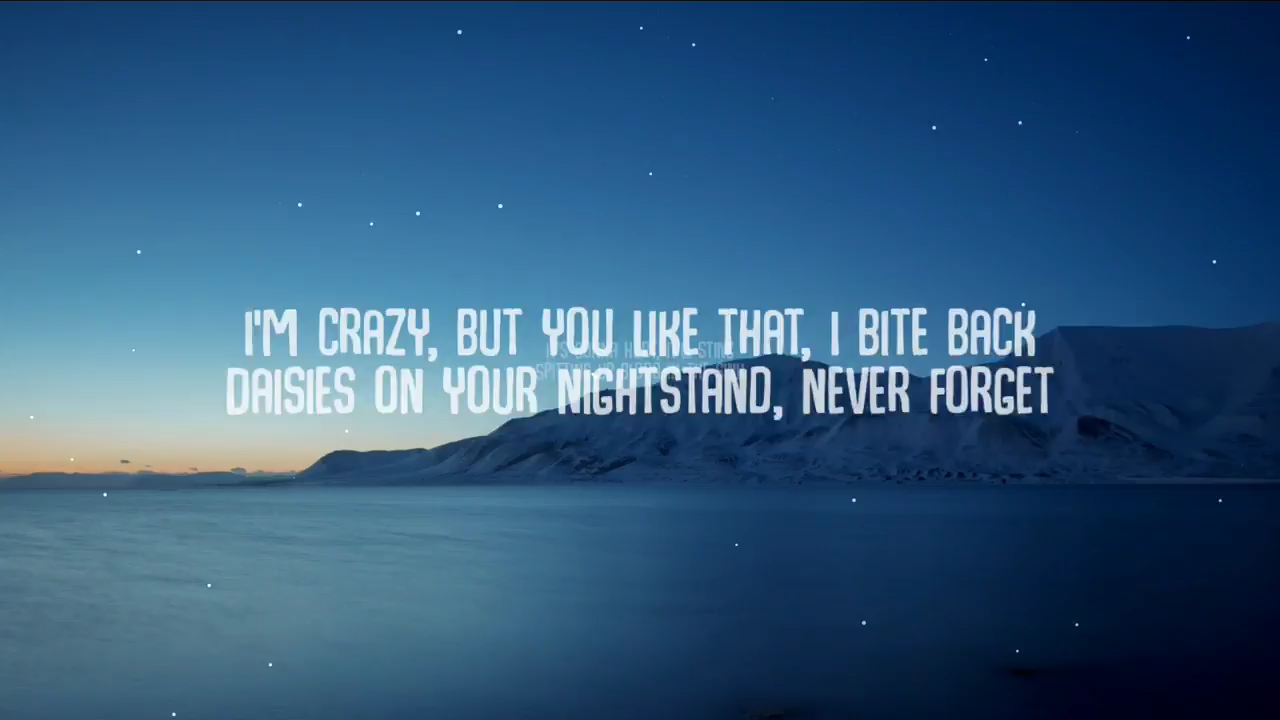 I'M CRAZY, BUT YOU LIKE THAT, I BITE BACK
DAISIES ON YOUR NIGHTSTAND, NEVER FORGET